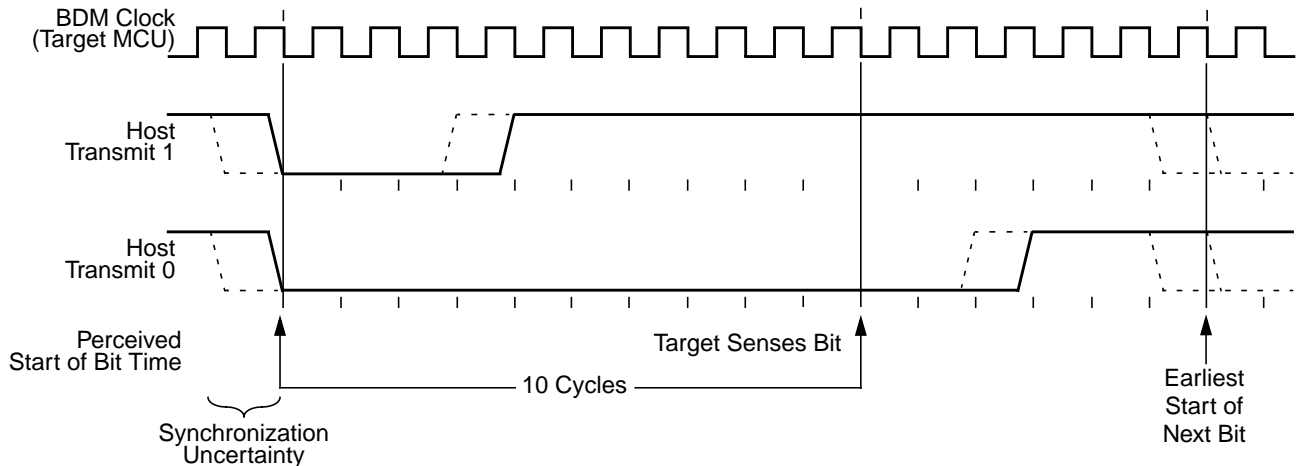 BDM Clock
(Target MCU)
Host
Transmit 1
Host
Transmit 0
Perceived
Start of Bit Time
Target Senses Bit
10 Cycles
Earliest
Start of
Next Bit
Synchronization
Uncertainty